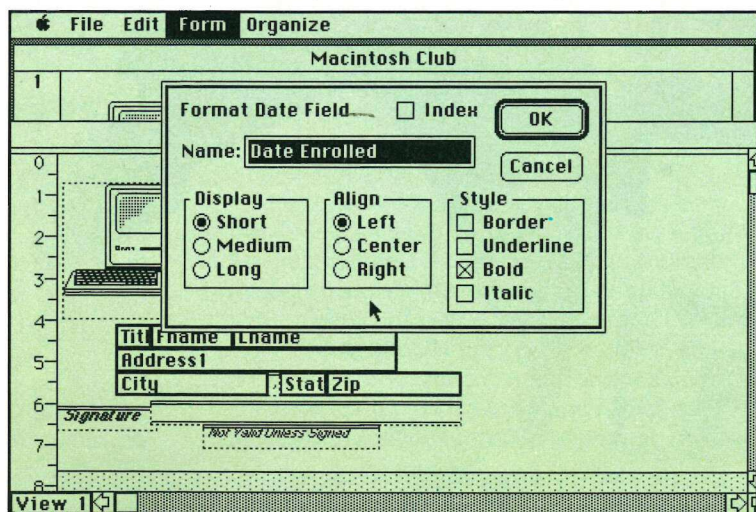 File Edit Form Organize
Macintosh Club
1
Format Date Field Index OK
Name: Date Enrolled
Cancel
Display Align Style
Short Left Border
Medium Center Underline
Long Right Bold
Italic
0
1
2
3
4
5
6
7
8
Titl Fname Lname
Address1
City Stat Zip
Signature
Not Valid Unless Signed
View 1